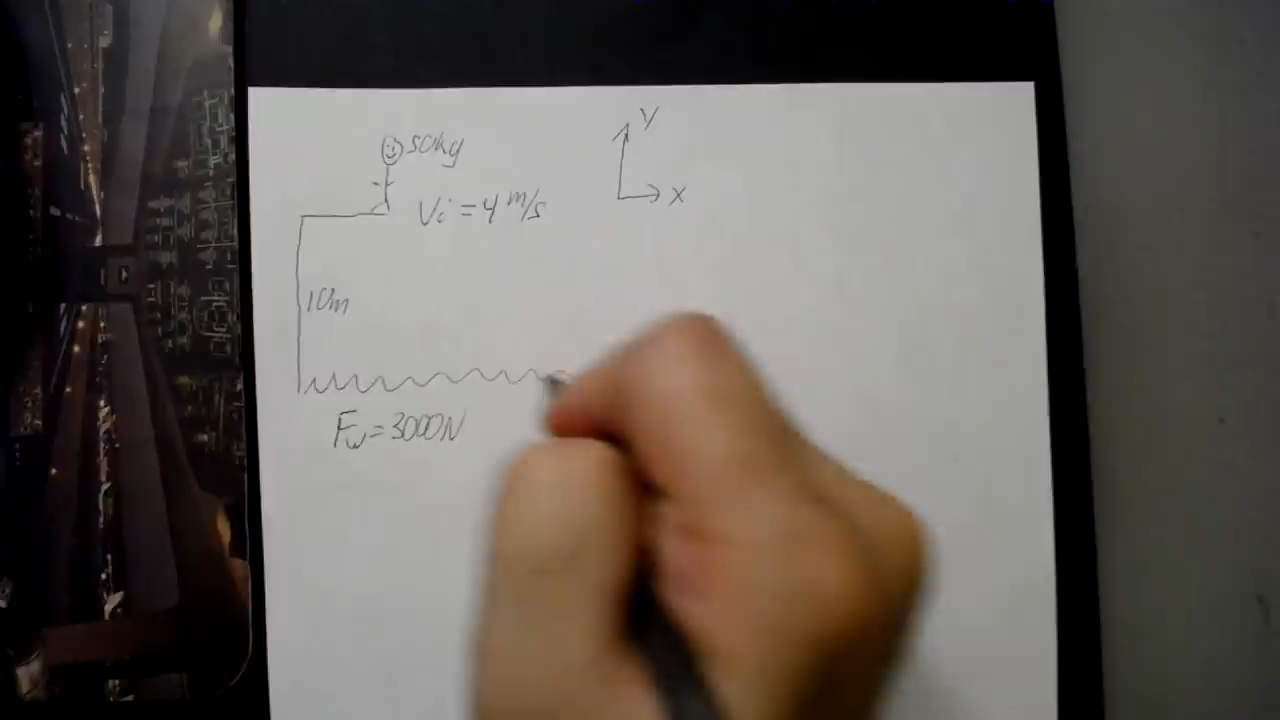 50kg
Y
Vi = 4 m/s
X
10m
Fw = 3000N